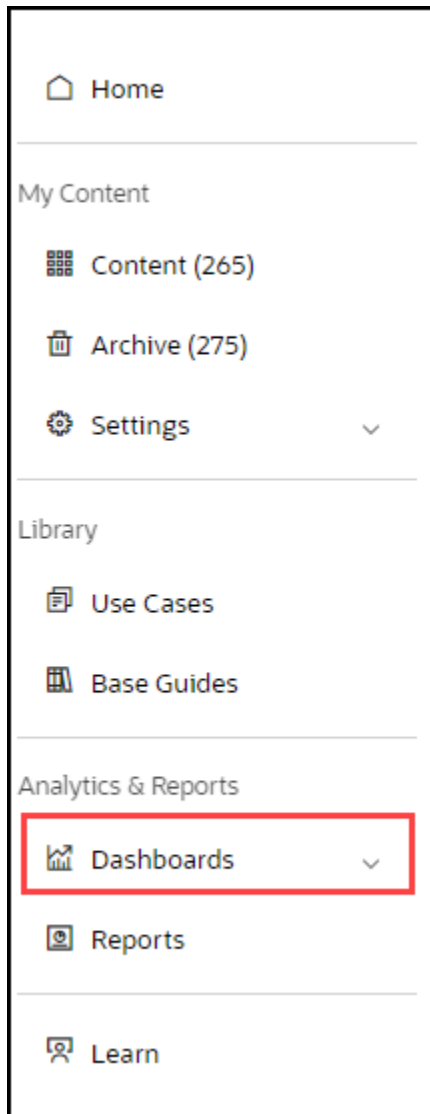 Home
My Content
Content (265)
Archive (275)
Settings
Library
Use Cases
Base Guides
Analytics & Reports
Dashboards
Reports
Learn